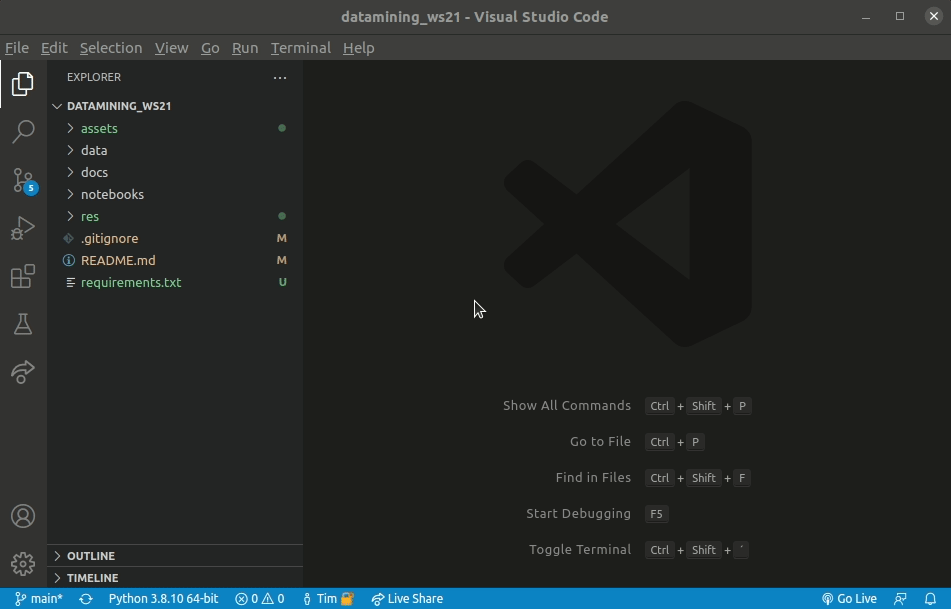 datamining_ws21 - Visual Studio Code
File Edit Selection View Go Run Terminal Help
EXPLORER
DATAMINING_WS21
assets
data
docs
notebooks
res
.gitignore M
README.md M
requirements.txt U
5
Show All Commands Ctrl + Shift + P
Go to File Ctrl + P
Find in Files Ctrl + Shift + F
Start Debugging F5
Toggle Terminal Ctrl + Shift + ´
OUTLINE
TIMELINE
main* Python 3.8.10 64-bit 0 0 Tim Live Share Go Live